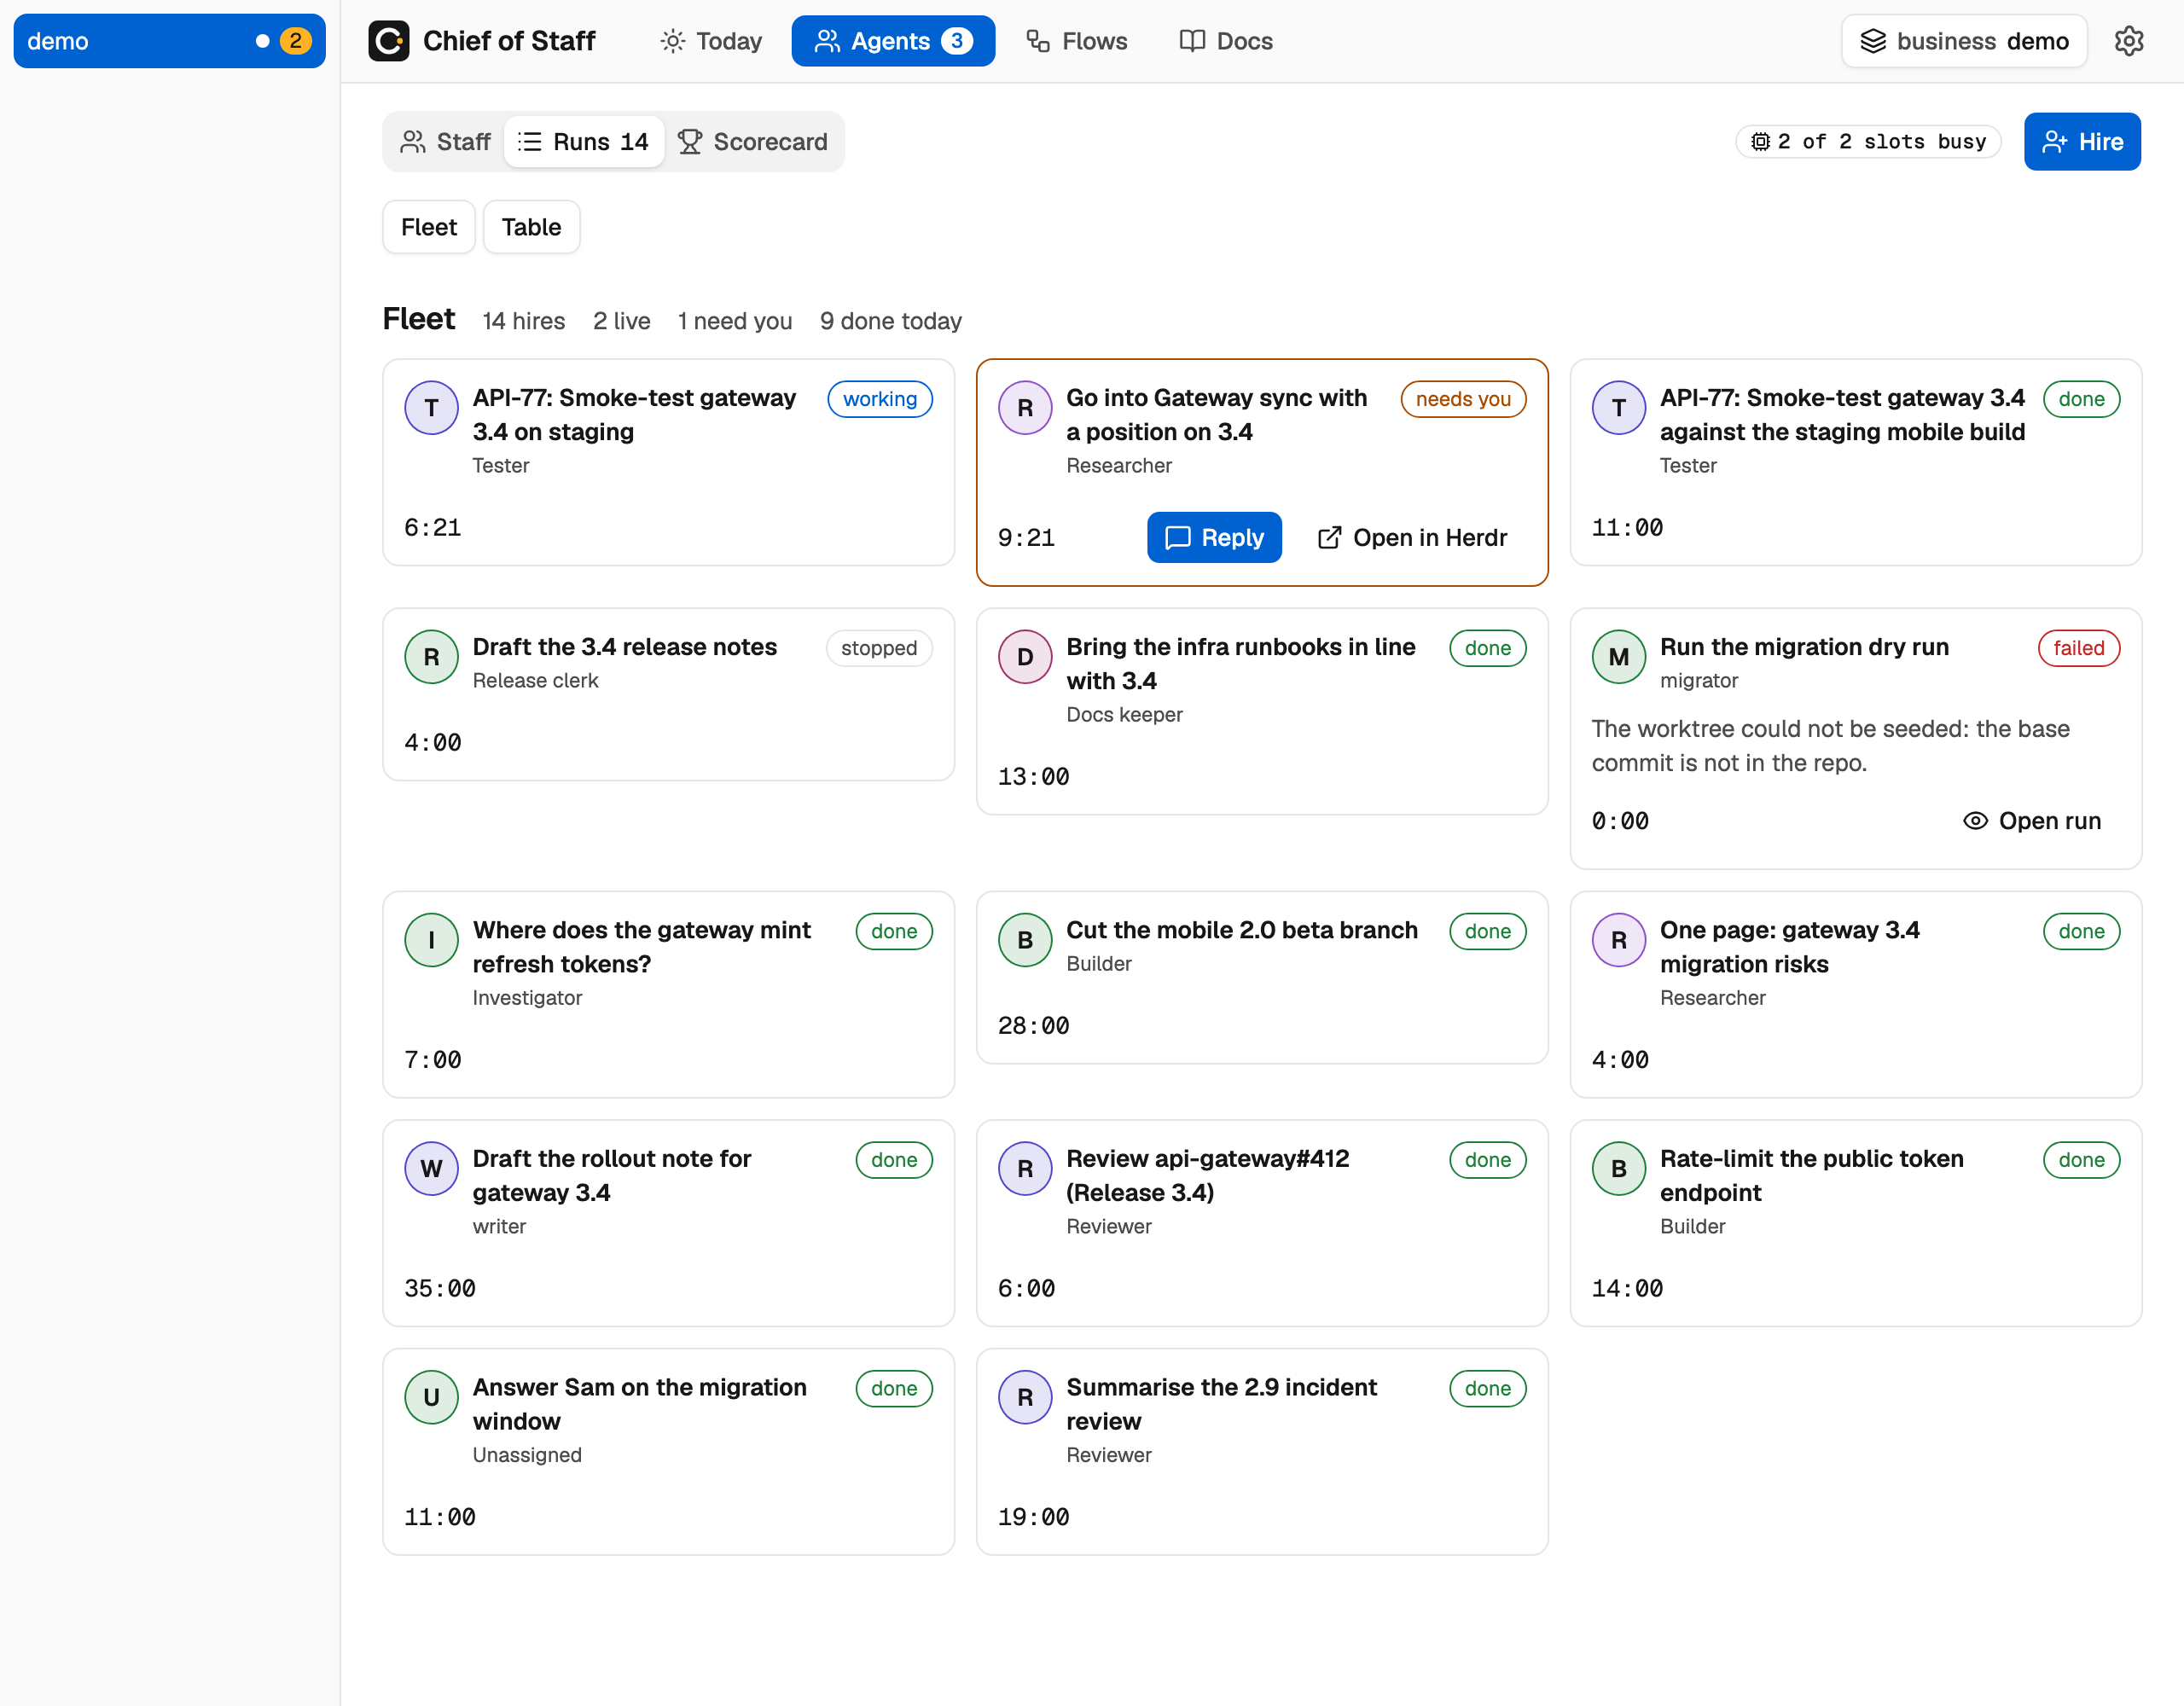 demo 2
Chief of Staff Today Agents 3 Flows Docs business demo
Staff Runs 14 Scorecard 2 of 2 slots busy Hire
Fleet Table
Fleet 14 hires 2 live 1 need you 9 done today
T API-77: Smoke-test gateway working
3.4 on staging
Tester
6:21
R Go into Gateway sync with needs you
a position on 3.4
Researcher
9:21 Reply Open in Herdr
T API-77: Smoke-test gateway 3.4 done
against the staging mobile build
Tester
11:00
R Draft the 3.4 release notes stopped
Release clerk
4:00
D Bring the infra runbooks in line done
with 3.4
Docs keeper
13:00
M Run the migration dry run failed
migrator
The worktree could not be seeded: the base
commit is not in the repo.
0:00 Open run
I Where does the gateway mint done
refresh tokens?
Investigator
7:00
B Cut the mobile 2.0 beta branch done
Builder
28:00
R One page: gateway 3.4 done
migration risks
Researcher
4:00
W Draft the rollout note for done
gateway 3.4
writer
35:00
R Review api-gateway#412 done
(Release 3.4)
Reviewer
6:00
B Rate-limit the public token done
endpoint
Builder
14:00
U Answer Sam on the migration done
window
Unassigned
11:00
R Summarise the 2.9 incident done
review
Reviewer
19:00